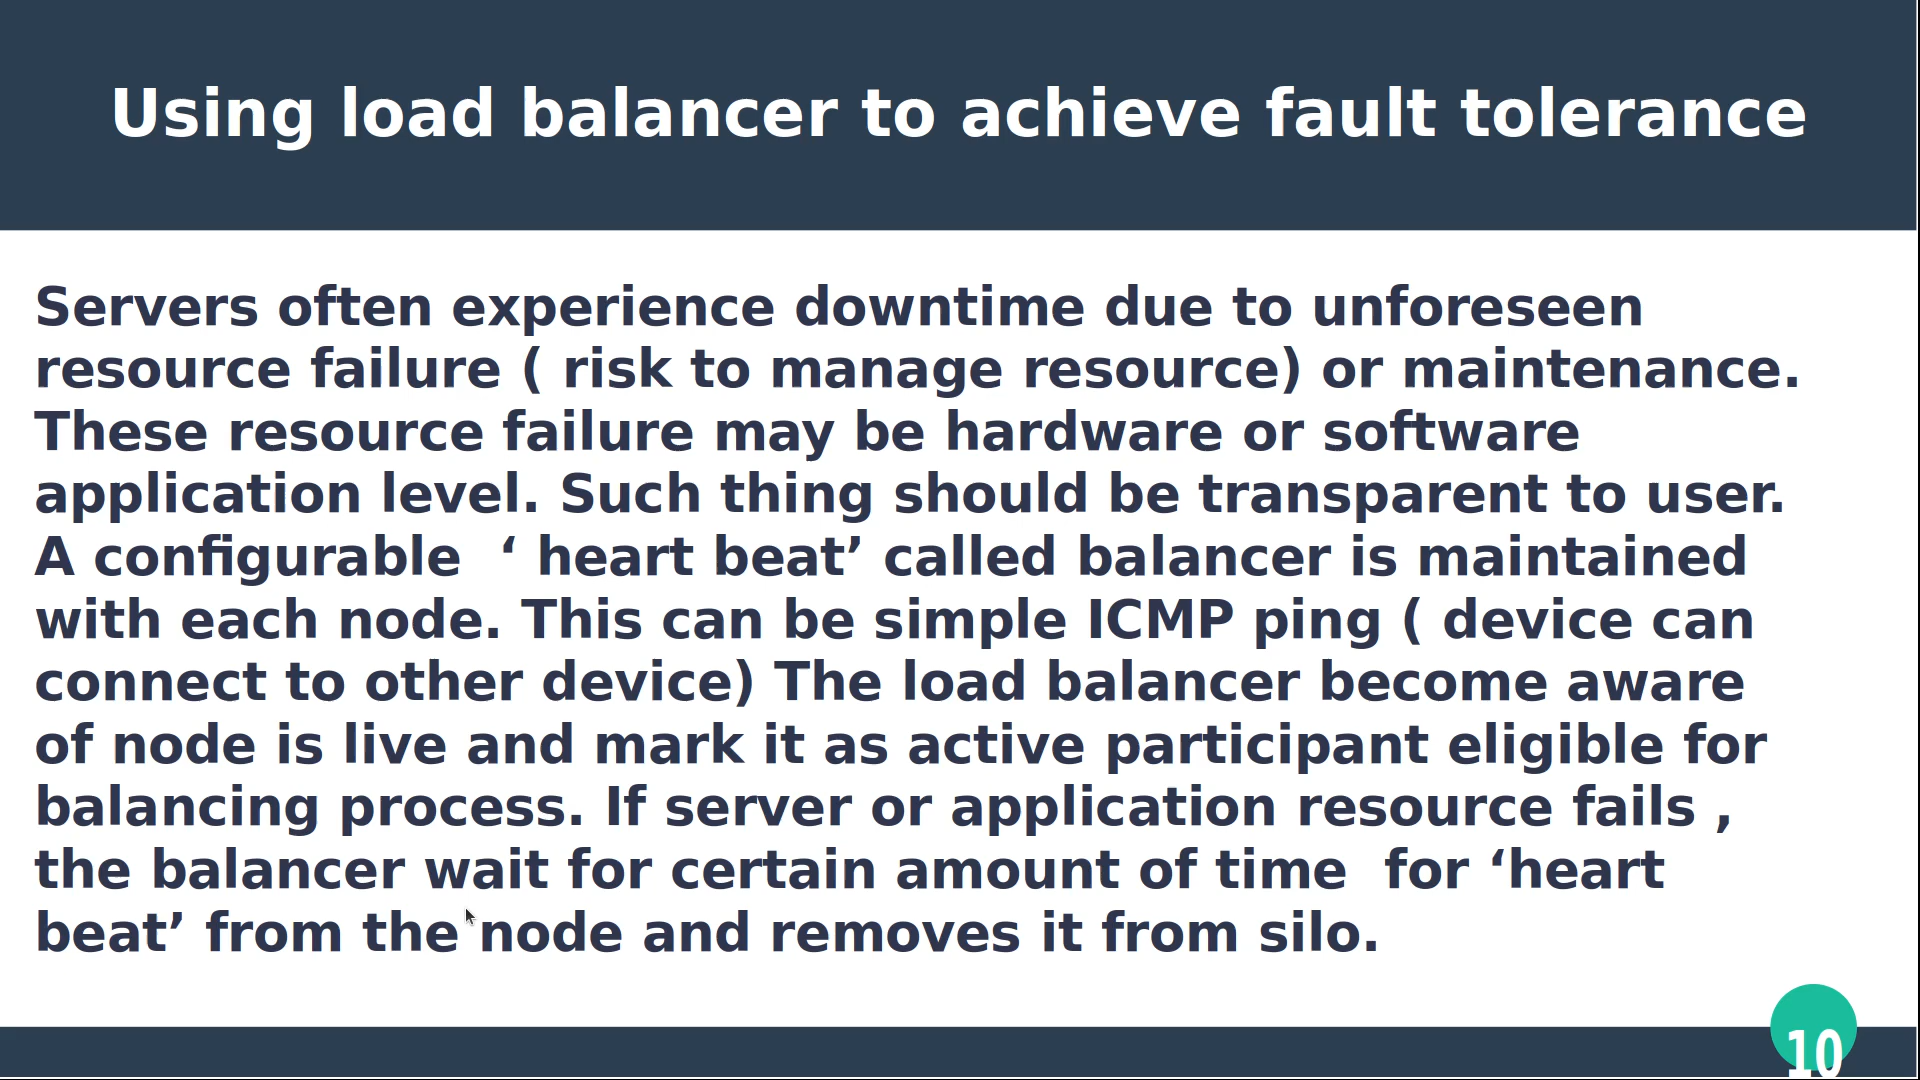 Using load balancer to achieve fault tolerance
Servers often experience downtime due to unforeseen
resource failure ( risk to manage resource) or maintenance.
These resource failure may be hardware or software
application level. Such thing should be transparent to user.
A configurable  ‘ heart beat’ called balancer is maintained
with each node. This can be simple ICMP ping ( device can
connect to other device) The load balancer become aware
of node is live and mark it as active participant eligible for
balancing process. If server or application resource fails ,
the balancer wait for certain amount of time  for ‘heart
beat’ from the node and removes it from silo.
10